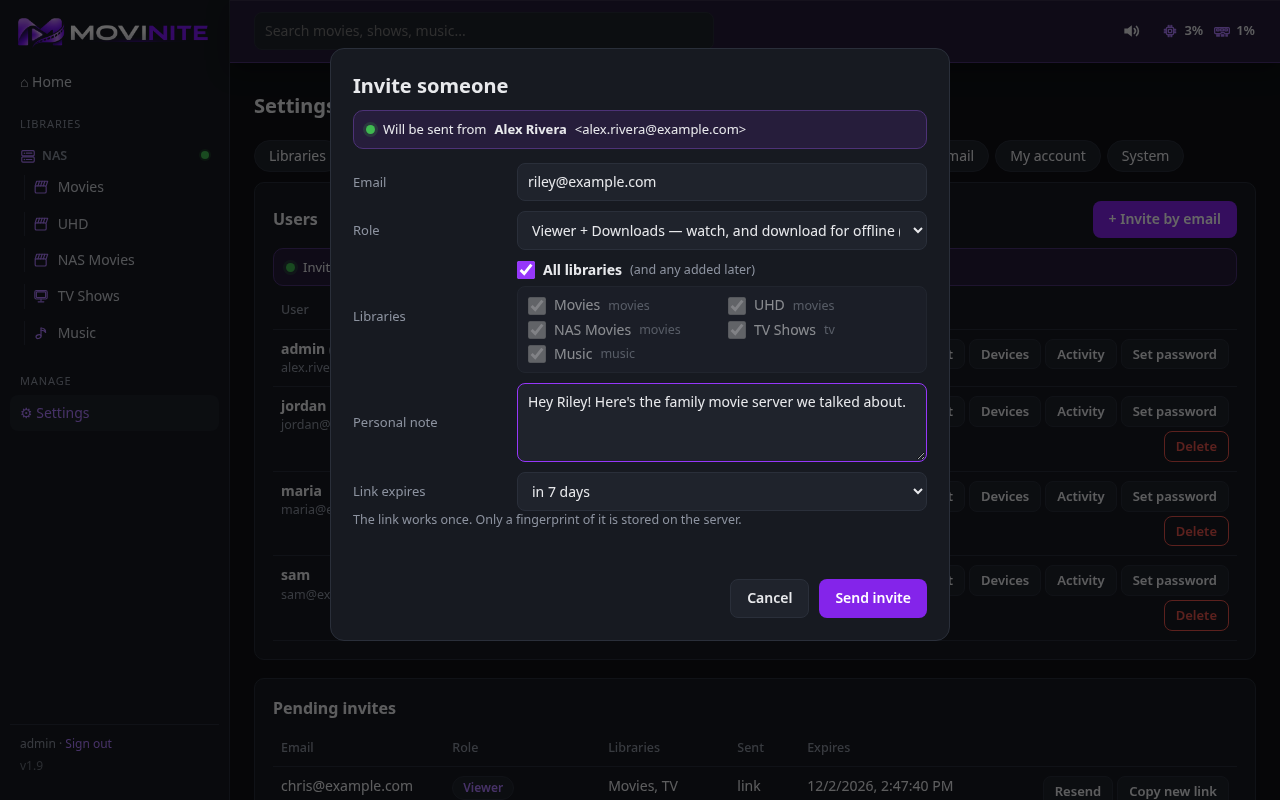 MOVINITE
Search movies, shows, music...
3%
1%
Home
LIBRARIES
NAS
Movies
UHD
NAS Movies
TV Shows
Music
MANAGE
Settings
admin · Sign out
v1.9
Settings
Libraries
My account
System
Users
+ Invite by email
User
admin
Devices Activity Set password
jordan
Devices Activity Set password
Delete
maria
Devices Activity Set password
Delete
sam
Devices Activity Set password
Delete
Invite someone
Will be sent from Alex Rivera <alex.rivera@example.com>
Email
riley@example.com
Role
Viewer + Downloads — watch, and download for offline (
All libraries (and any added later)
Libraries
Movies movies
UHD movies
NAS Movies movies
TV Shows tv
Music music
Personal note
Hey Riley! Here's the family movie server we talked about.
Link expires
in 7 days
The link works once. Only a fingerprint of it is stored on the server.
Cancel
Send invite
Pending invites
Email Role Libraries Sent Expires
chris@example.com Viewer Movies, TV link 12/2/2026, 2:47:40 PM Resend Copy new link